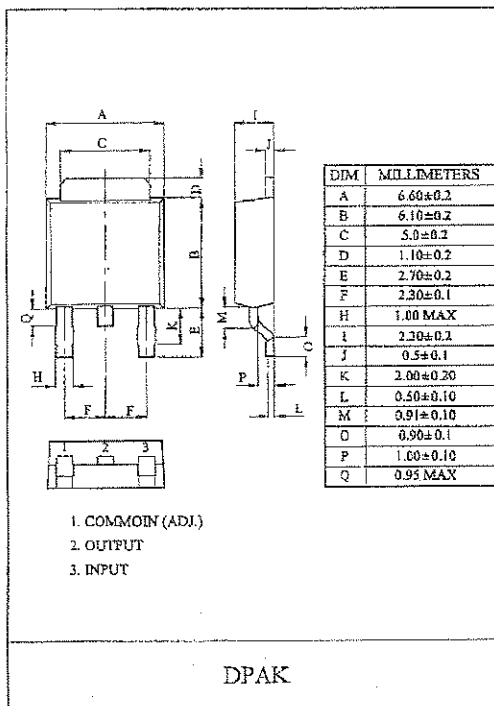 A
C
D
B
Q
K
E
H
F F
I
J
M
O
P
L
DIM MILLIMETERS
A 6.60±0.2
B 6.10±0.2
C 5.0±0.2
D 1.10±0.2
E 2.70±0.2
F 2.30±0.1
H 1.00 MAX
I 2.30±0.2
J 0.5±0.1
K 2.00±0.20
L 0.50±0.10
M 0.91±0.10
O 0.90±0.1
P 1.00±0.10
Q 0.95 MAX
1 2 3
1. COMMOIN (ADJ.)
2. OUTPUT
3. INPUT
DPAK